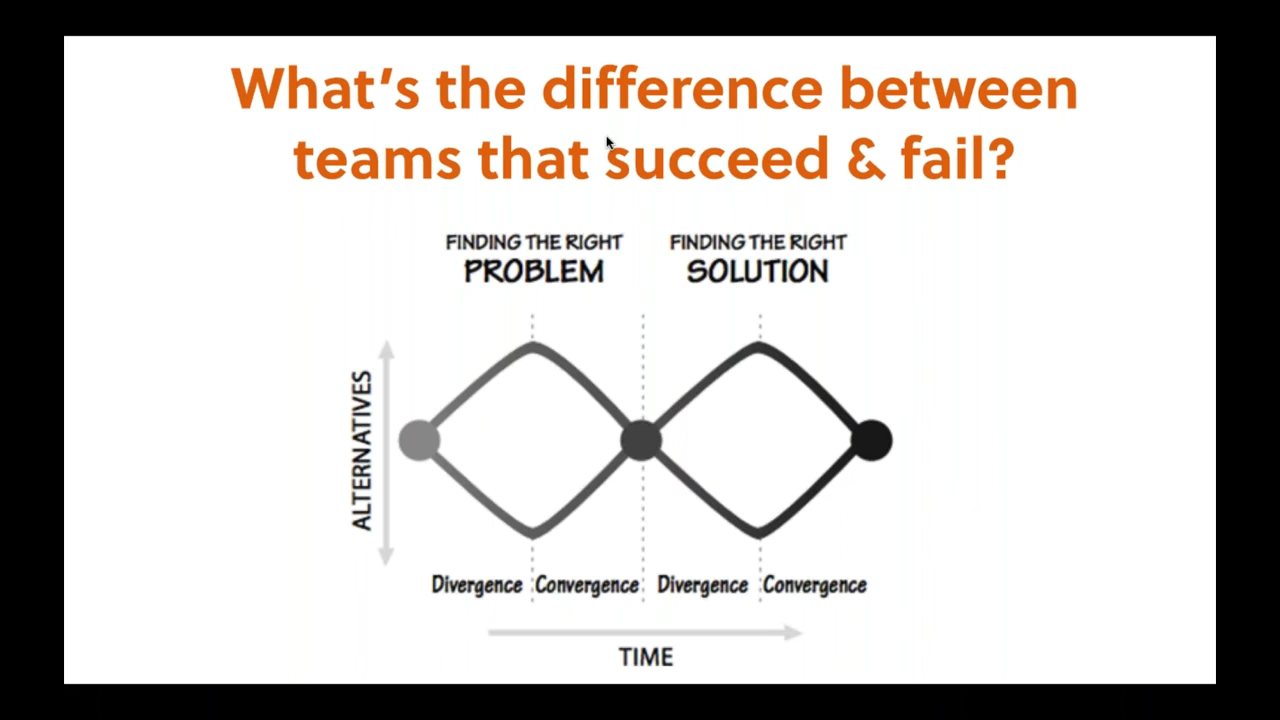 What's the difference between
teams that succeed & fail?
FINDING THE RIGHT
PROBLEM
FINDING THE RIGHT
SOLUTION
ALTERNATIVES
Divergence
Convergence
Divergence
Convergence
TIME